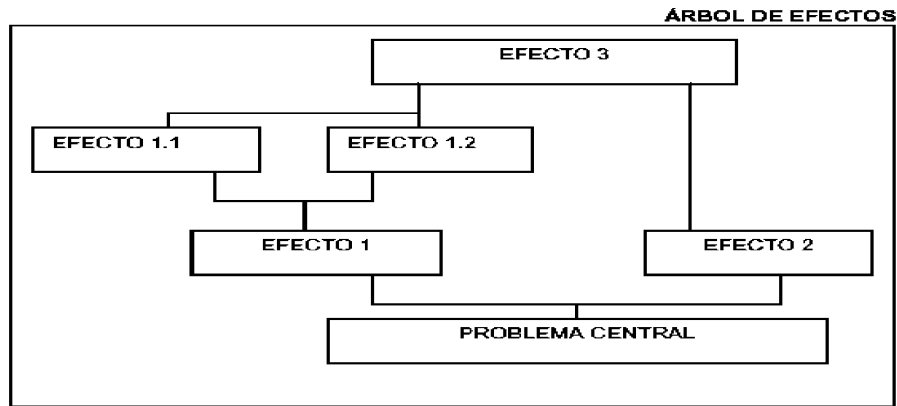 ÁRBOL DE EFECTOS
EFECTO 3
EFECTO 1.1
EFECTO 1.2
EFECTO 1
EFECTO 2
PROBLEMA CENTRAL